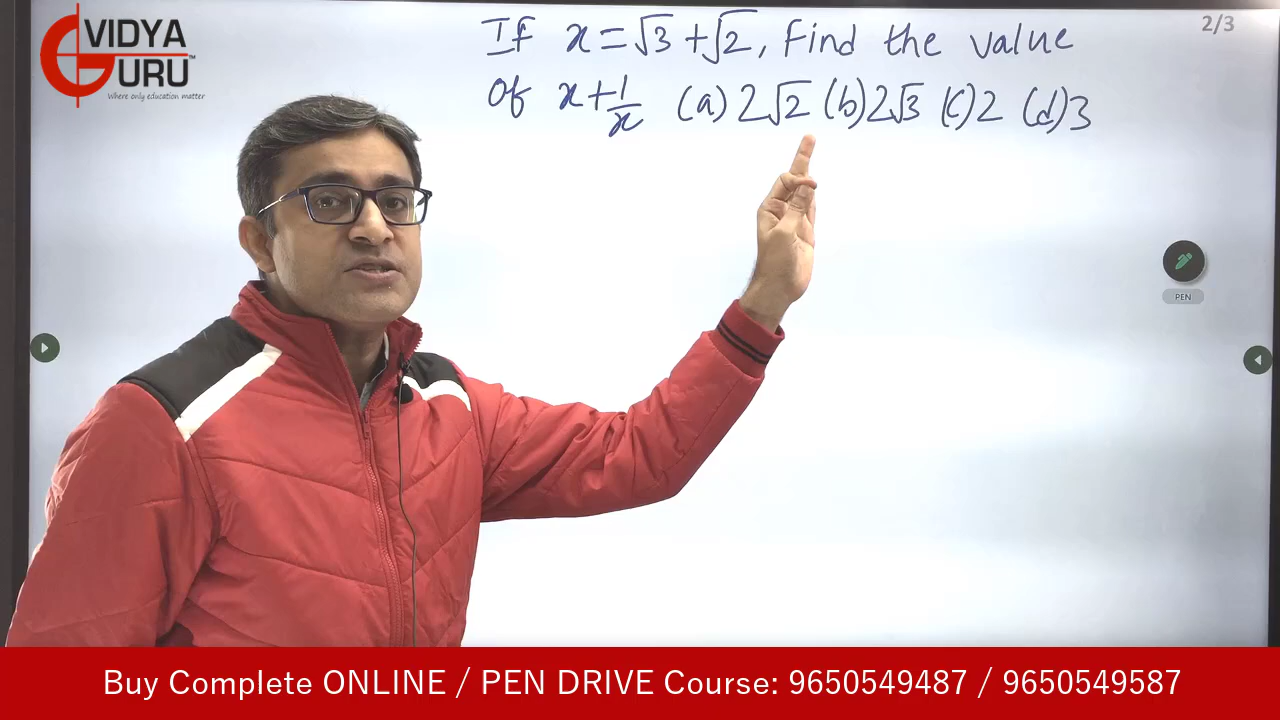 VIDYA
GURU™
Where only education matter
2/3
If x = √3 + √2, Find the value
Of x + 1/x (a) 2√2 (b) 2√3 (c) 2 (d) 3
PEN
Buy Complete ONLINE / PEN DRIVE Course: 9650549487 / 9650549587